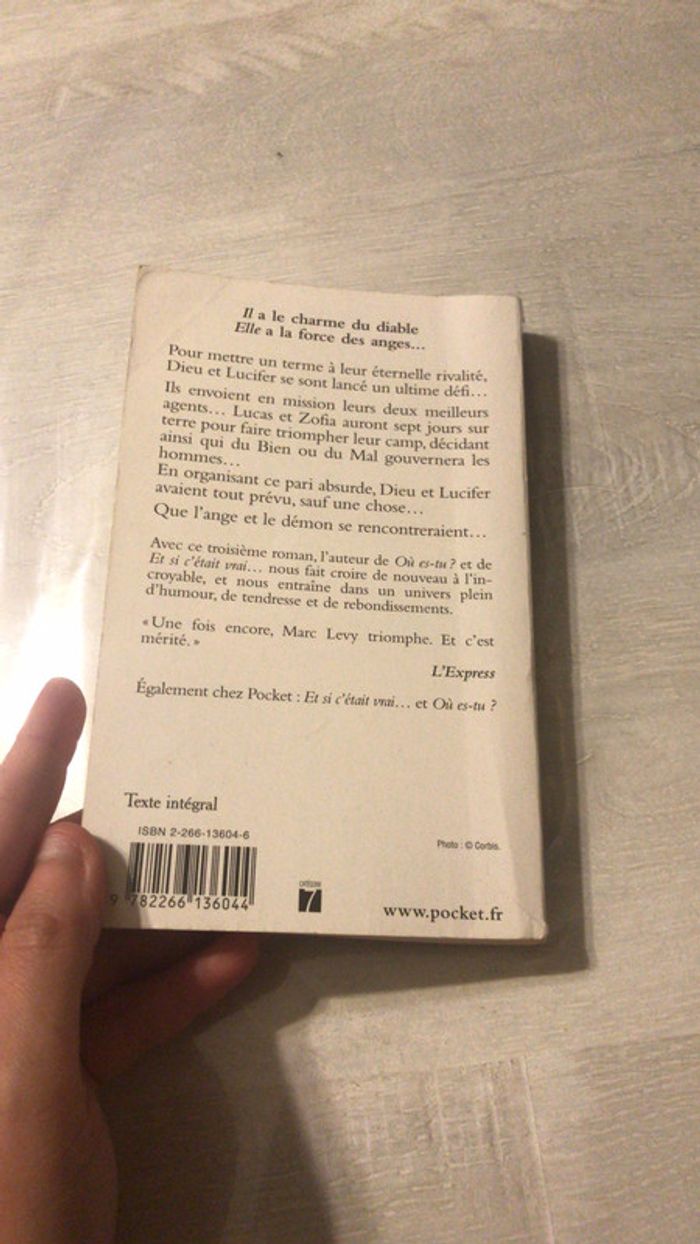 Il a le charme du diable
Elle a la force des anges…
Pour mettre un terme à leur éternelle rivalité,
Dieu et Lucifer se sont lancé un ultime défi…
Ils envoient en mission leurs deux meilleurs
agents… Lucas et Zofia auront sept jours sur
terre pour faire triompher leur camp, décidant
ainsi qui du Bien ou du Mal gouvernera les
hommes…
En organisant ce pari absurde, Dieu et Lucifer
avaient tout prévu, sauf une chose…
Que l'ange et le démon se rencontreraient…
Avec ce troisième roman, l'auteur de Où es-tu ? et de
Et si c'était vrai… nous fait croire de nouveau à l'in-
croyable, et nous entraîne dans un univers plein
d'humour, de tendresse et de rebondissements.
« Une fois encore, Marc Levy triomphe. Et c'est
mérité. »
L'Express
Également chez Pocket : Et si c'était vrai… et Où es-tu ?
Texte intégral
ISBN 2-266-13604-6
Photo : © Corbis.
9 782266 136044
CATÉGORIE
7
www.pocket.fr